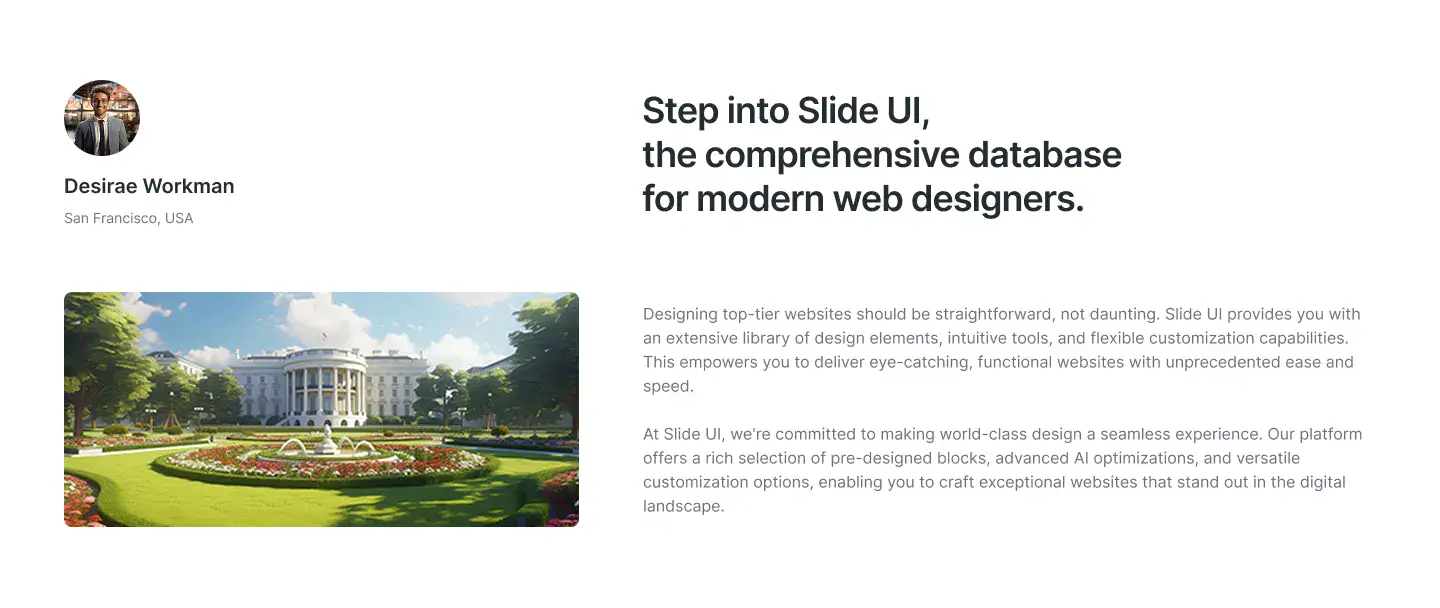 Desirae Workman
San Francisco, USA
Step into Slide UI,
the comprehensive database
for modern web designers.
Designing top-tier websites should be straightforward, not daunting. Slide UI provides you with
an extensive library of design elements, intuitive tools, and flexible customization capabilities.
This empowers you to deliver eye-catching, functional websites with unprecedented ease and
speed.
At Slide UI, we're committed to making world-class design a seamless experience. Our platform
offers a rich selection of pre-designed blocks, advanced AI optimizations, and versatile
customization options, enabling you to craft exceptional websites that stand out in the digital
landscape.